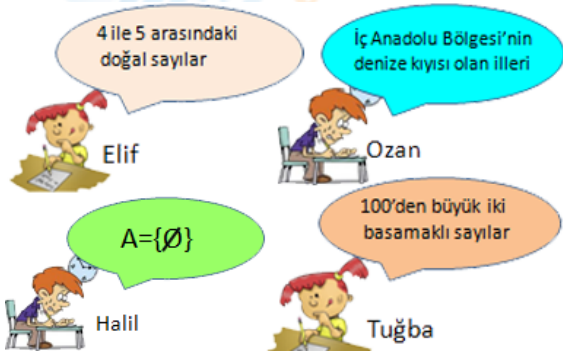 4 ile 5 arasındaki
doğal sayılar
Elif
İç Anadolu Bölgesi'nin
denize kıyısı olan illeri
Ozan
A={Ø}
Halil
100'den büyük iki
basamaklı sayılar
Tuğba